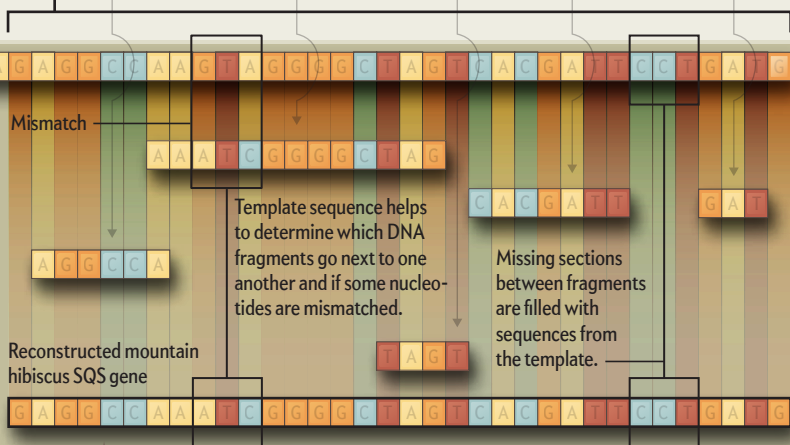 A G A G G C C A A G T A G G G G C T A G T C A C G A T T C C T G A T G
Mismatch
A A A T C G G G G C T A G
C A C G A T T
G A T
Template sequence helps
to determine which DNA
fragments go next to one
another and if some nucleo-
tides are mismatched.
A G G C C A
Missing sections
between fragments
are filled with
sequences from
the template.
T A G T
Reconstructed mountain
hibiscus SQS gene
G A G G C C A A A T C G G G G C T A G T C A C G A T T C C T G A T G